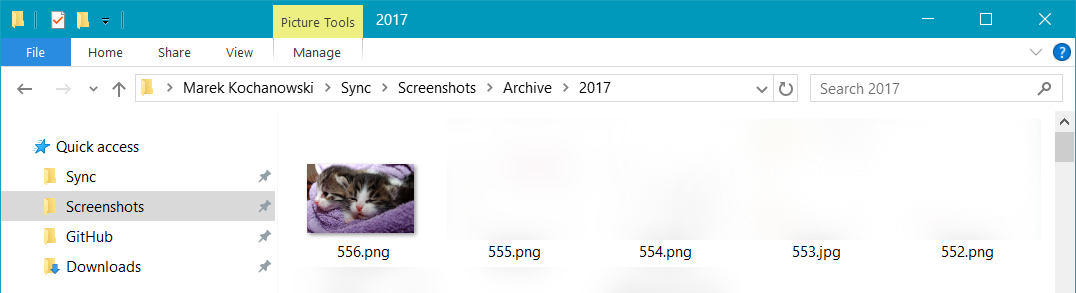 Picture Tools 2017
File Home Share View Manage
Marek Kochanowski Sync Screenshots Archive 2017 Search 2017
Quick access
Sync
Screenshots
GitHub
Downloads
556.png 555.png 554.png 553.jpg 552.png